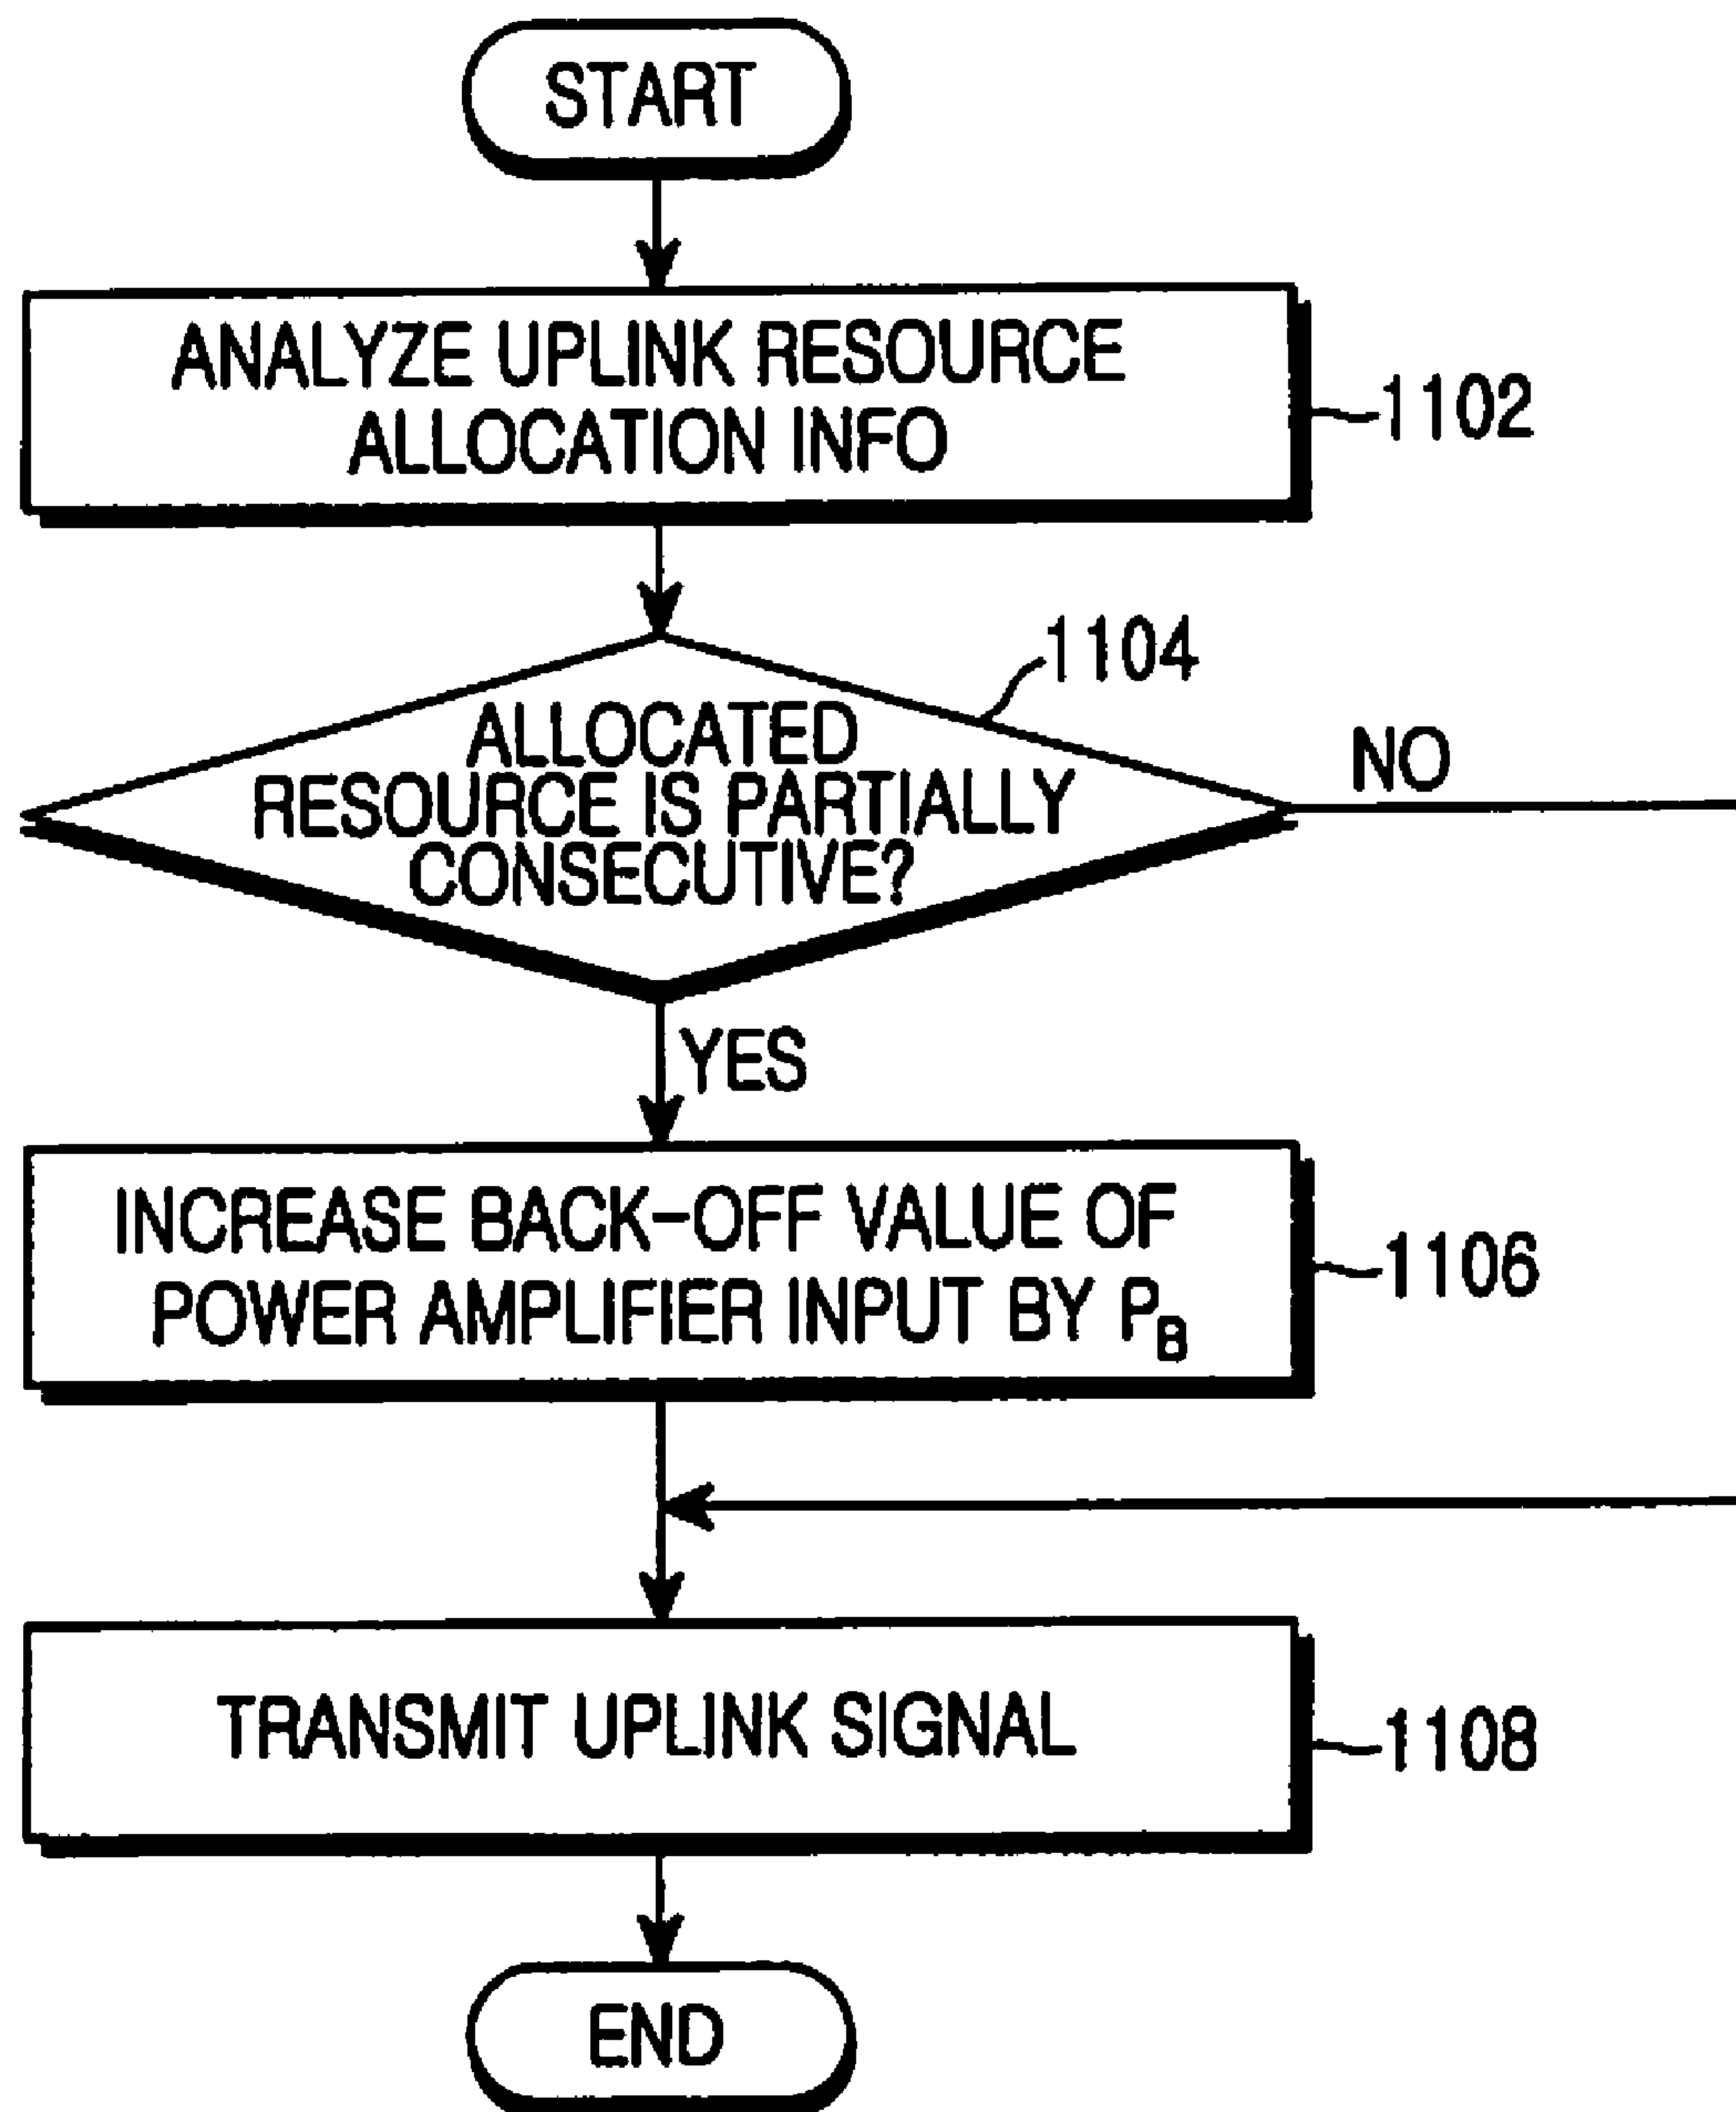 START
ANALYZE UPLINK RESOURCE
ALLOCATION INFO
1102
1104
ALLOCATED
RESOURCE IS PARTIALLY
CONSECUTIVE?
NO
YES
INCREASE BACK-OFF VALUE OF
POWER AMPLIFIER INPUT BY P_B
1106
TRANSMIT UPLINK SIGNAL
1108
END